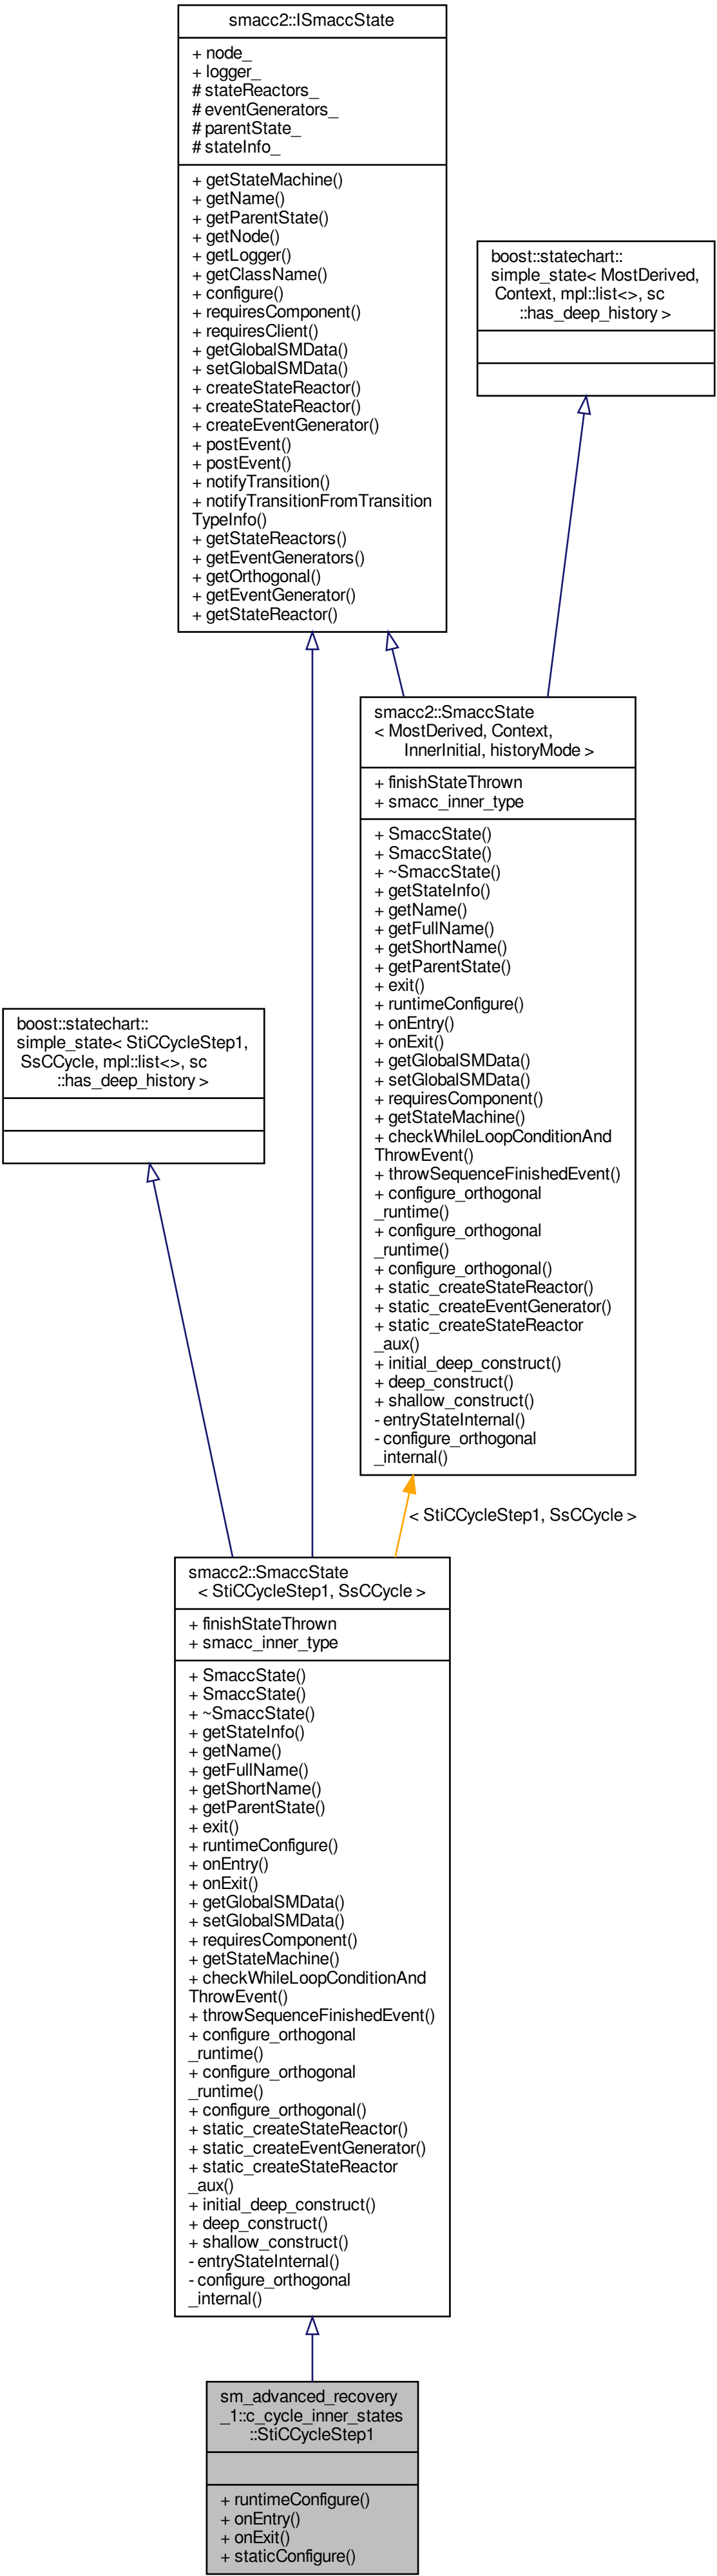 smacc2::ISmaccState
+ node_
+ logger_
# stateReactors_
# eventGenerators_
# parentState_
# stateInfo_
+ getStateMachine()
+ getName()
+ getParentState()
+ getNode()
+ getLogger()
+ getClassName()
+ configure()
+ requiresComponent()
+ requiresClient()
+ getGlobalSMData()
+ setGlobalSMData()
+ createStateReactor()
+ createStateReactor()
+ createEventGenerator()
+ postEvent()
+ postEvent()
+ notifyTransition()
+ notifyTransitionFromTransition
TypeInfo()
+ getStateReactors()
+ getEventGenerators()
+ getOrthogonal()
+ getEventGenerator()
+ getStateReactor()
boost::statechart::
simple_state< MostDerived,
Context, mpl::list<>, sc
::has_deep_history >
smacc2::SmaccState
< MostDerived, Context,
InnerInitial, historyMode >
+ finishStateThrown
+ smacc_inner_type
+ SmaccState()
+ SmaccState()
+ ~SmaccState()
+ getStateInfo()
+ getName()
+ getFullName()
+ getShortName()
+ getParentState()
+ exit()
+ runtimeConfigure()
+ onEntry()
+ onExit()
+ getGlobalSMData()
+ setGlobalSMData()
+ requiresComponent()
+ getStateMachine()
+ checkWhileLoopConditionAnd
ThrowEvent()
+ throwSequenceFinishedEvent()
+ configure_orthogonal
_runtime()
+ configure_orthogonal
_runtime()
+ configure_orthogonal()
+ static_createStateReactor()
+ static_createEventGenerator()
+ static_createStateReactor
_aux()
+ initial_deep_construct()
+ deep_construct()
+ shallow_construct()
- entryStateInternal()
- configure_orthogonal
_internal()
boost::statechart::
simple_state< StiCCycleStep1,
SsCCycle, mpl::list<>, sc
::has_deep_history >
< StiCCycleStep1, SsCCycle >
smacc2::SmaccState
< StiCCycleStep1, SsCCycle >
+ finishStateThrown
+ smacc_inner_type
+ SmaccState()
+ SmaccState()
+ ~SmaccState()
+ getStateInfo()
+ getName()
+ getFullName()
+ getShortName()
+ getParentState()
+ exit()
+ runtimeConfigure()
+ onEntry()
+ onExit()
+ getGlobalSMData()
+ setGlobalSMData()
+ requiresComponent()
+ getStateMachine()
+ checkWhileLoopConditionAnd
ThrowEvent()
+ throwSequenceFinishedEvent()
+ configure_orthogonal
_runtime()
+ configure_orthogonal
_runtime()
+ configure_orthogonal()
+ static_createStateReactor()
+ static_createEventGenerator()
+ static_createStateReactor
_aux()
+ initial_deep_construct()
+ deep_construct()
+ shallow_construct()
- entryStateInternal()
- configure_orthogonal
_internal()
sm_advanced_recovery
_1::c_cycle_inner_states
::StiCCycleStep1
+ runtimeConfigure()
+ onEntry()
+ onExit()
+ staticConfigure()